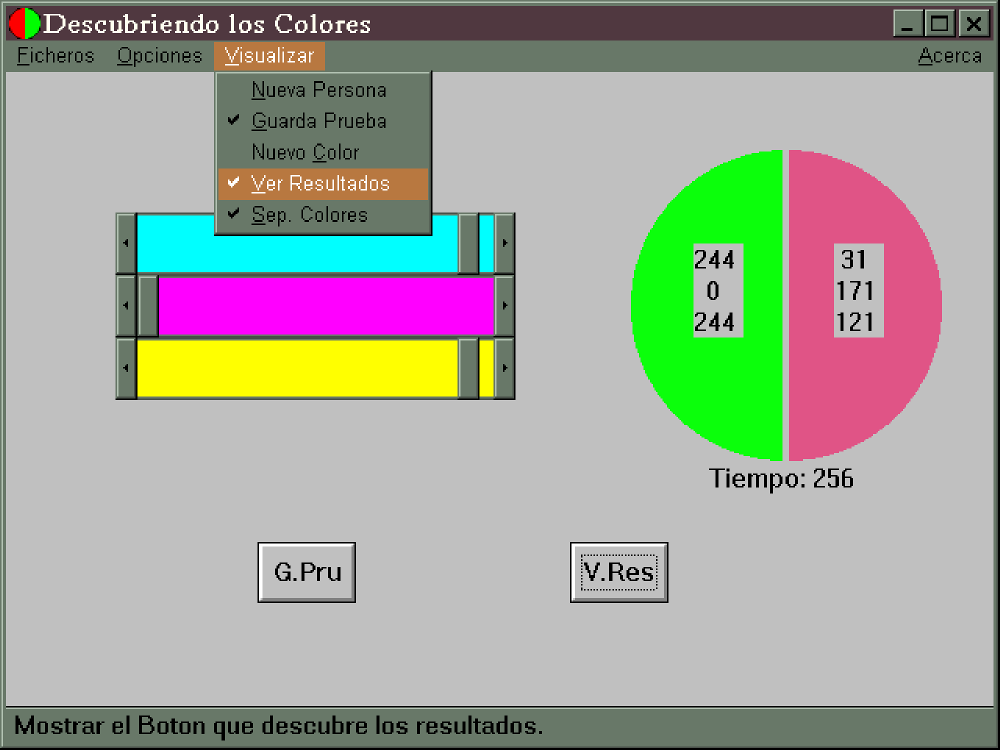 Descubriendo los Colores
Ficheros Opciones Visualizar Acerca
Nueva Persona
Guarda Prueba
Nuevo Color
Ver Resultados
Sep. Colores
244 31
0 171
244 121
Tiempo: 256
G.Pru V.Res
Mostrar el Boton que descubre los resultados.